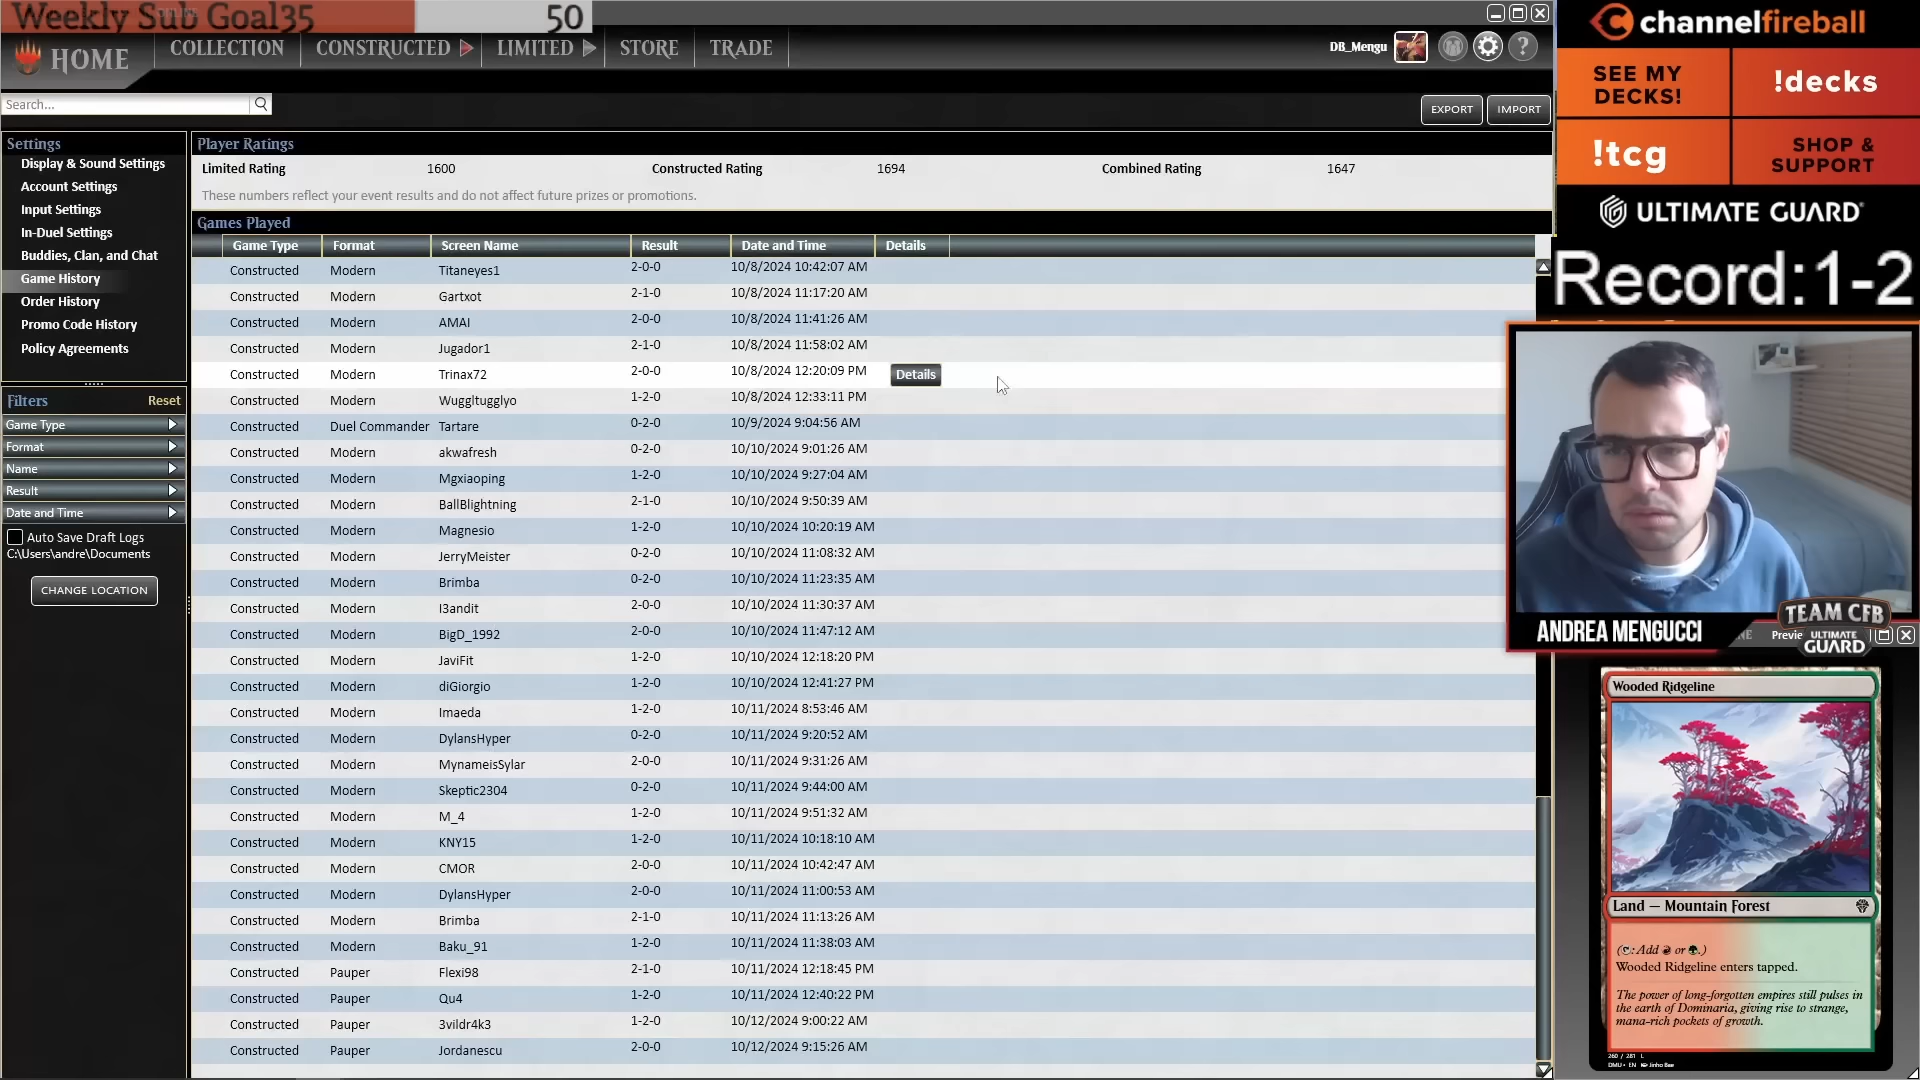 Weekly Sub Goal35 50
HOME
COLLECTION
CONSTRUCTED
LIMITED
STORE
TRADE
DB_Mengu
?
Search...
EXPORT
IMPORT
Settings
Display & Sound Settings
Account Settings
Input Settings
In-Duel Settings
Buddies, Clan, and Chat
Game History
Order History
Promo Code History
Policy Agreements
Filters Reset
Game Type
Format
Name
Result
Date and Time
Auto Save Draft Logs
C:\Users\andre\Documents
CHANGE LOCATION
Player Ratings
Limited Rating 1600 Constructed Rating 1694 Combined Rating 1647
These numbers reflect your event results and do not affect future prizes or promotions.
Games Played
Game Type Format Screen Name Result Date and Time Details
Constructed Modern Titaneyes1 2-0-0 10/8/2024 10:42:07 AM
Constructed Modern Gartxot 2-1-0 10/8/2024 11:17:20 AM
Constructed Modern AMAI 2-0-0 10/8/2024 11:41:26 AM
Constructed Modern Jugador1 2-1-0 10/8/2024 11:58:02 AM
Constructed Modern Trinax72 2-0-0 10/8/2024 12:20:09 PM Details
Constructed Modern Wuggltugglyo 1-2-0 10/8/2024 12:33:11 PM
Constructed Duel Commander Tartare 0-2-0 10/9/2024 9:04:56 AM
Constructed Modern akwafresh 0-2-0 10/10/2024 9:01:26 AM
Constructed Modern Mgxiaoping 1-2-0 10/10/2024 9:27:04 AM
Constructed Modern BallBlightning 2-1-0 10/10/2024 9:50:39 AM
Constructed Modern Magnesio 1-2-0 10/10/2024 10:20:19 AM
Constructed Modern JerryMeister 0-2-0 10/10/2024 11:08:32 AM
Constructed Modern Brimba 0-2-0 10/10/2024 11:23:35 AM
Constructed Modern I3andit 2-0-0 10/10/2024 11:30:37 AM
Constructed Modern BigD_1992 2-0-0 10/10/2024 11:47:12 AM
Constructed Modern JaviFit 1-2-0 10/10/2024 12:18:20 PM
Constructed Modern diGiorgio 1-2-0 10/10/2024 12:41:27 PM
Constructed Modern Imaeda 1-2-0 10/11/2024 8:53:46 AM
Constructed Modern DylansHyper 0-2-0 10/11/2024 9:20:52 AM
Constructed Modern MynameisSylar 2-0-0 10/11/2024 9:31:26 AM
Constructed Modern Skeptic2304 0-2-0 10/11/2024 9:44:00 AM
Constructed Modern M_4 1-2-0 10/11/2024 9:51:32 AM
Constructed Modern KNY15 1-2-0 10/11/2024 10:18:10 AM
Constructed Modern CMOR 2-0-0 10/11/2024 10:42:47 AM
Constructed Modern DylansHyper 2-0-0 10/11/2024 11:00:53 AM
Constructed Modern Brimba 2-1-0 10/11/2024 11:13:26 AM
Constructed Modern Baku_91 1-2-0 10/11/2024 11:38:03 AM
Constructed Pauper Flexi98 2-1-0 10/11/2024 12:18:45 PM
Constructed Pauper Qu4 1-2-0 10/11/2024 12:40:22 PM
Constructed Pauper 3vildr4k3 1-2-0 10/12/2024 9:00:22 AM
Constructed Pauper Jordanescu 2-0-0 10/12/2024 9:15:26 AM
channelfireball
SEE MY
DECKS!
!decks
!tcg
SHOP &
SUPPORT
ULTIMATE GUARD
Record:1-2
ANDREA MENGUCCI
TEAM CFB
ULTIMATE
GUARD
Previe
Wooded Ridgeline
Land — Mountain Forest
( : Add or .)
Wooded Ridgeline enters tapped.
The power of long-forgotten empires still pulses in
the earth of Dominaria, giving rise to strange,
mana-rich pockets of growth.
260 / 281 L
DMU • EN Jinho Bae